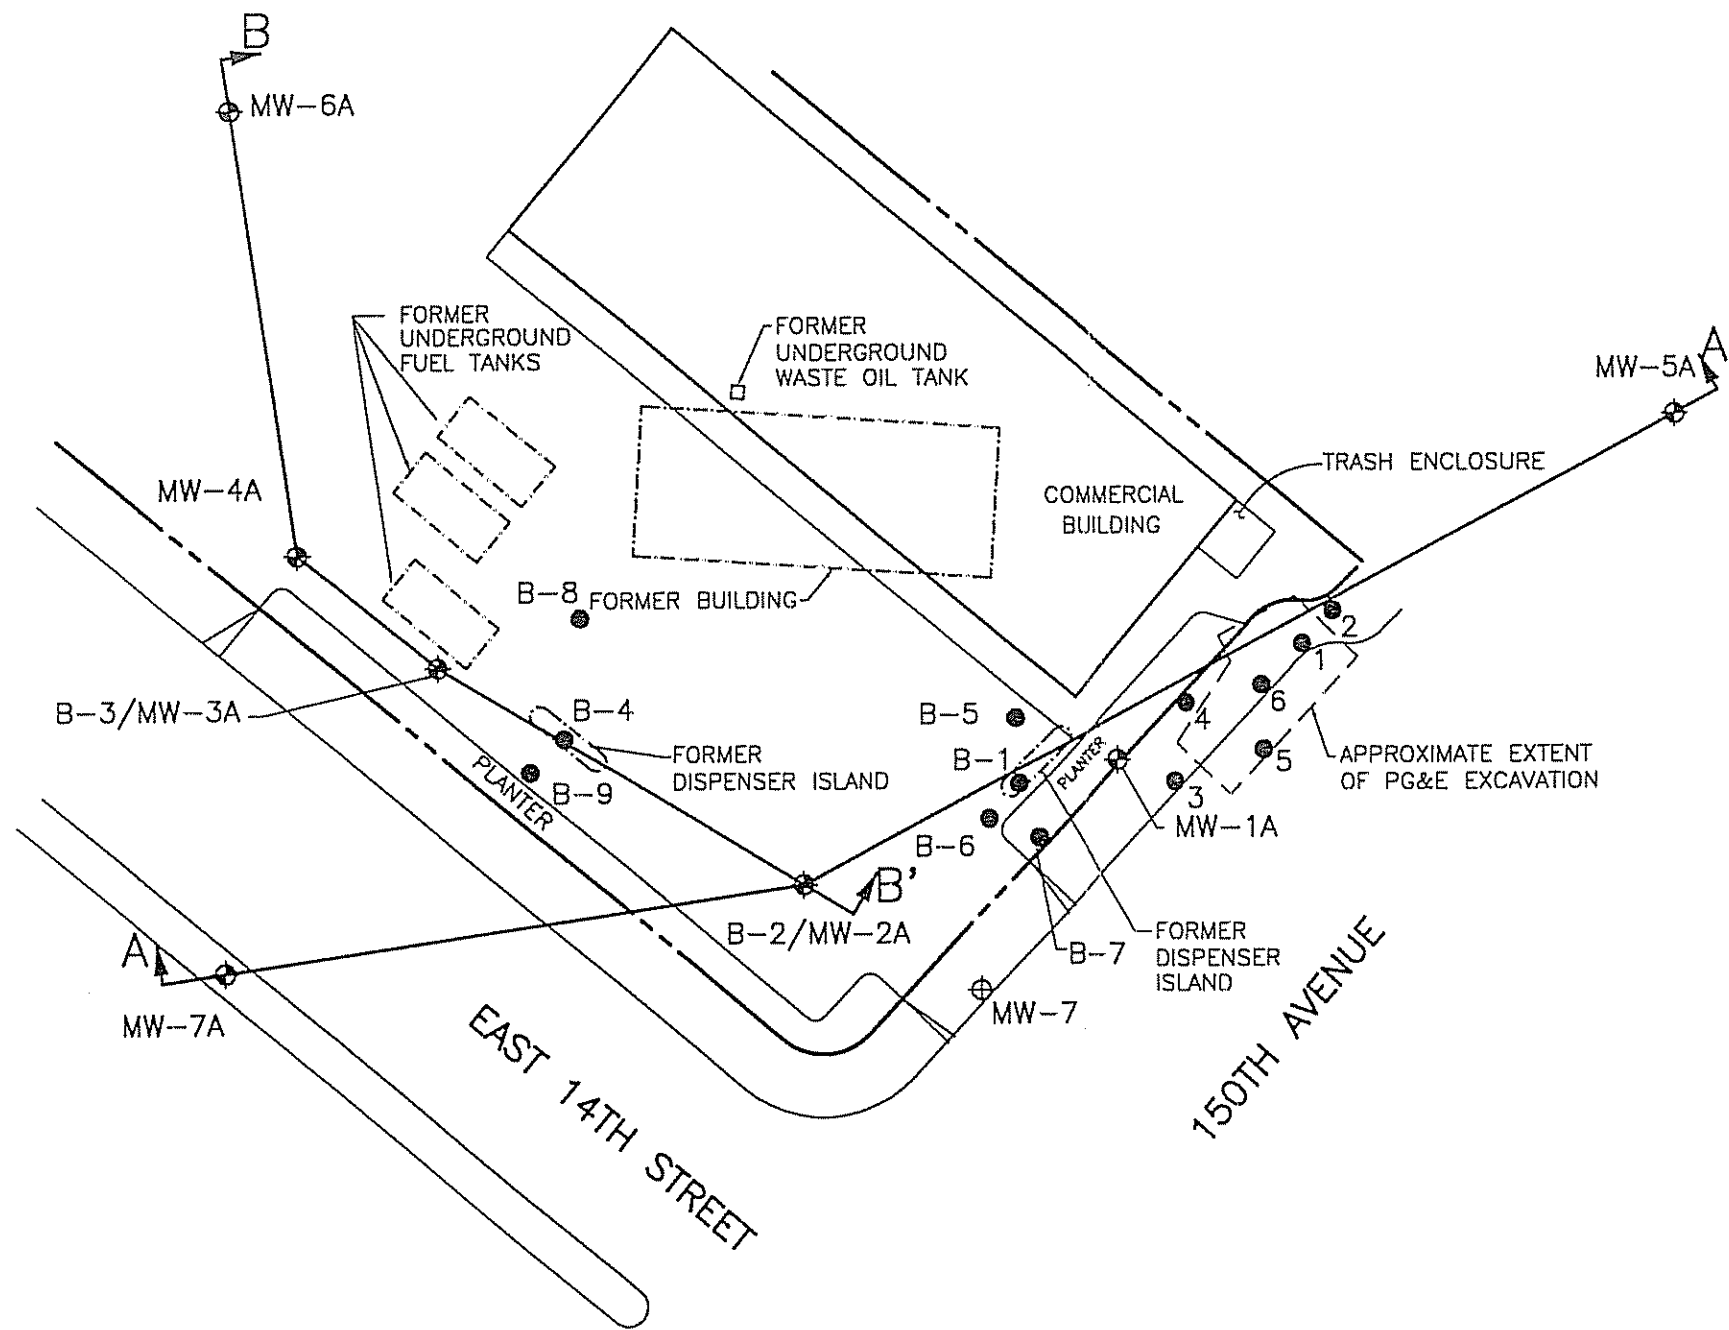 B
MW-6A
FORMER
UNDERGROUND
FUEL TANKS
FORMER
UNDERGROUND
WASTE OIL TANK
A
MW-5A
TRASH ENCLOSURE
COMMERCIAL
BUILDING
MW-4A
B-8
FORMER BUILDING
2
1
6
B-3/MW-3A
B-4
B-5
4
FORMER
DISPENSER ISLAND
B-1
PLANTER
5
APPROXIMATE EXTENT
OF PG&E EXCAVATION
PLANTER
B-9
3
B-6
MW-1A
B'
B-2/MW-2A
A
B-7
FORMER
DISPENSER
ISLAND
MW-7A
MW-7
EAST 14TH STREET
150TH AVENUE